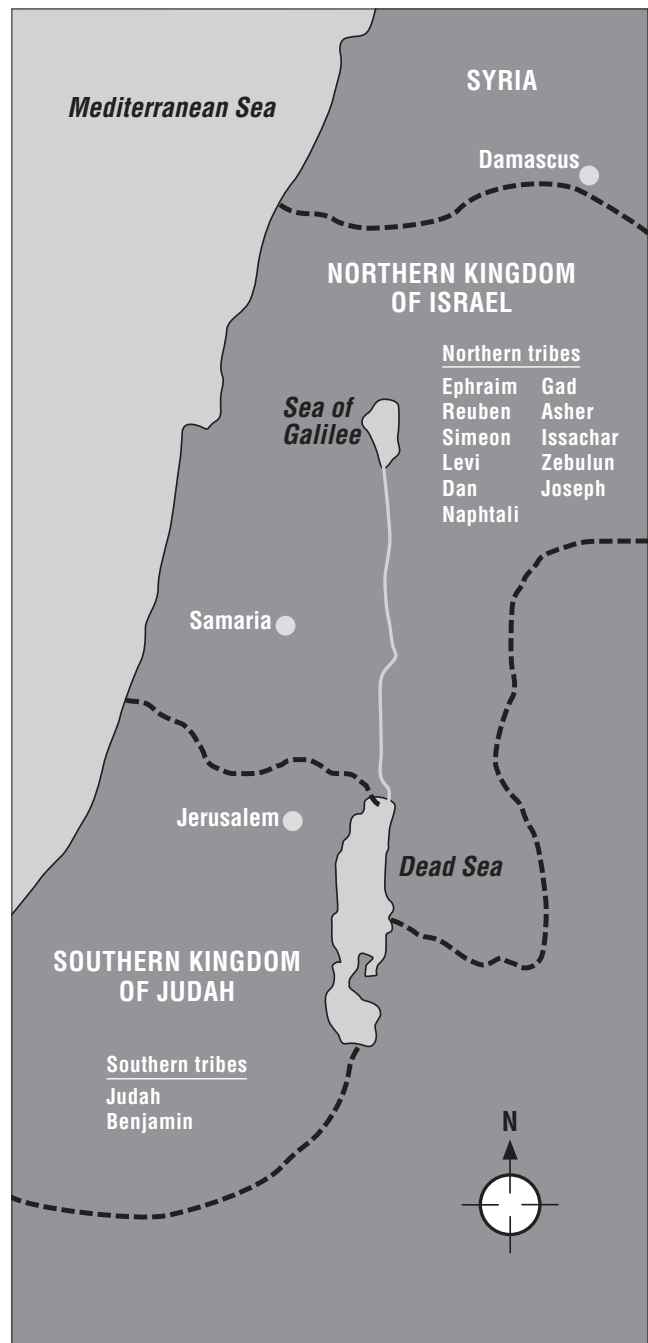 SYRIA
Mediterranean Sea
Damascus
NORTHERN KINGDOM
OF ISRAEL
Northern tribes
Ephraim Gad
Reuben Asher
Simeon Issachar
Levi Zebulun
Dan Joseph
Naphtali
Sea of
Galilee
Samaria
Jerusalem
Dead Sea
SOUTHERN KINGDOM
OF JUDAH
Southern tribes
Judah
Benjamin
N